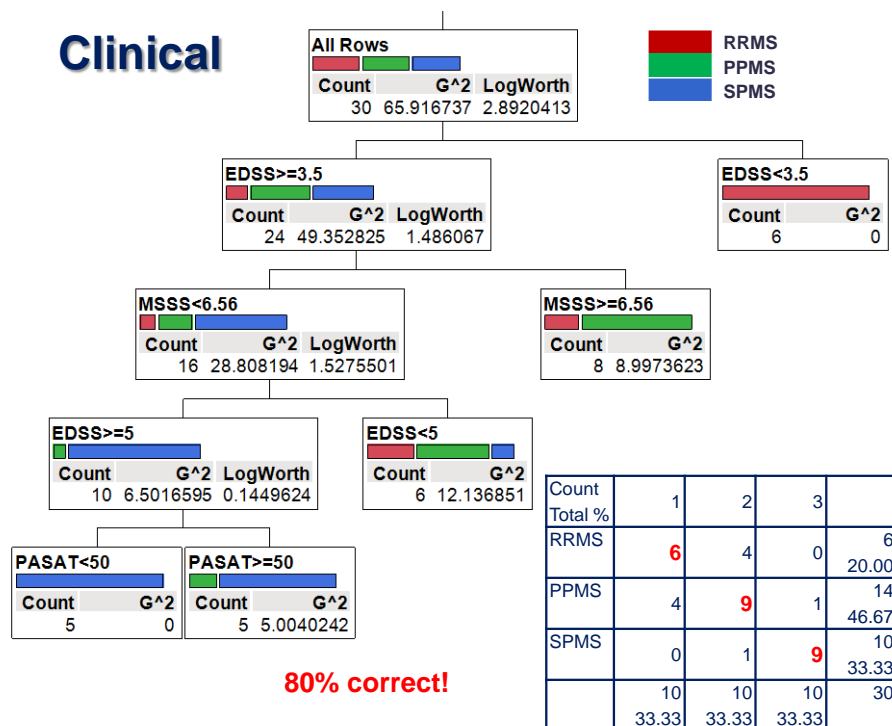 Clinical
RRMS
PPMS
SPMS
All Rows
Count G^2 LogWorth
30 65.916737 2.8920413
EDSS>=3.5
Count G^2 LogWorth
24 49.352825 1.486067
EDSS<3.5
Count G^2
6 0
MSSS<6.56
Count G^2 LogWorth
16 28.808194 1.5275501
MSSS>=6.56
Count G^2
8 8.9973623
EDSS>=5
Count G^2 LogWorth
10 6.5016595 0.1449624
EDSS<5
Count G^2
6 12.136851
PASAT<50
Count G^2
5 0
PASAT>=50
Count G^2
5 5.0040242
80% correct!
Count 1 2 3
Total %
RRMS 6 4 0 6
20.00
PPMS 4 9 1 14
46.67
SPMS 0 1 9 10
33.33
10 10 10 30
33.33 33.33 33.33